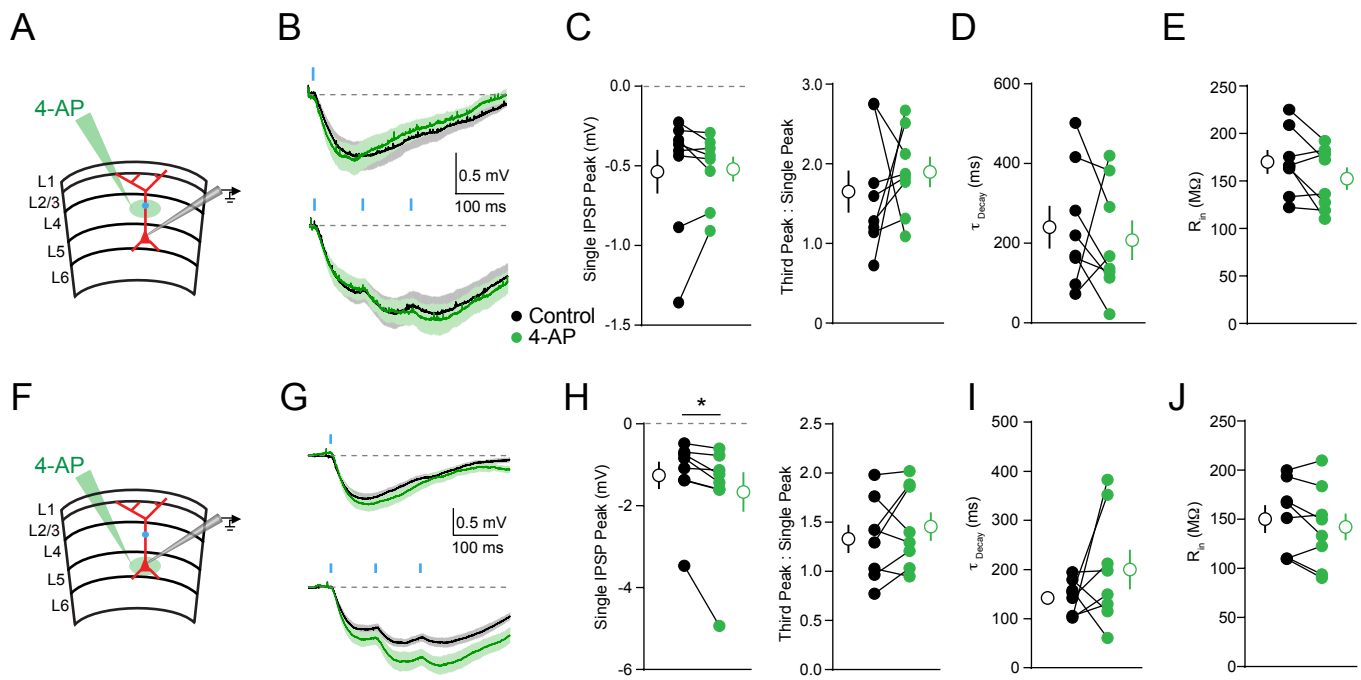 A
4-AP
L1
L2/3
L4
L5
L6
B
0.5 mV
100 ms
Control
4-AP
C
Single IPSP Peak (mV)
0.0
-0.5
-1.0
-1.5
Third Peak : Single Peak
3.0
2.0
1.0
0
D
τ Decay (ms)
600
400
200
0
E
Rin (MΩ)
250
200
150
100
50
0
F
4-AP
L1
L2/3
L4
L5
L6
G
0.5 mV
100 ms
H
Single IPSP Peak (mV)
0
-2
-4
-6
*
Third Peak : Single Peak
2.5
2.0
1.5
1.0
0.5
0.0
I
τ Decay (ms)
500
400
300
200
100
0
J
Rin (MΩ)
250
200
150
100
50
0